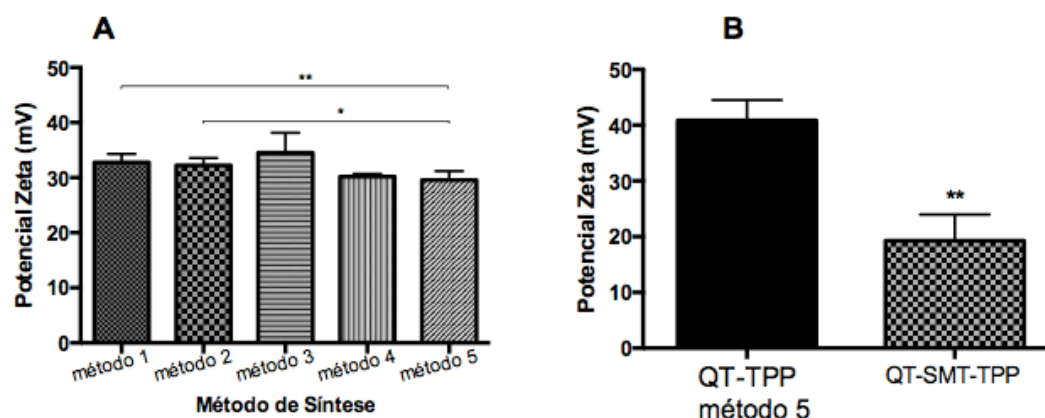 A
Potencial Zeta (mV)
50
40
30
20
10
0
**
*
método 1
método 2
método 3
método 4
método 5
Método de Síntese
B
Potencial Zeta (mV)
50
40
30
20
10
0
**
QT-TPP
método 5
QT-SMT-TPP